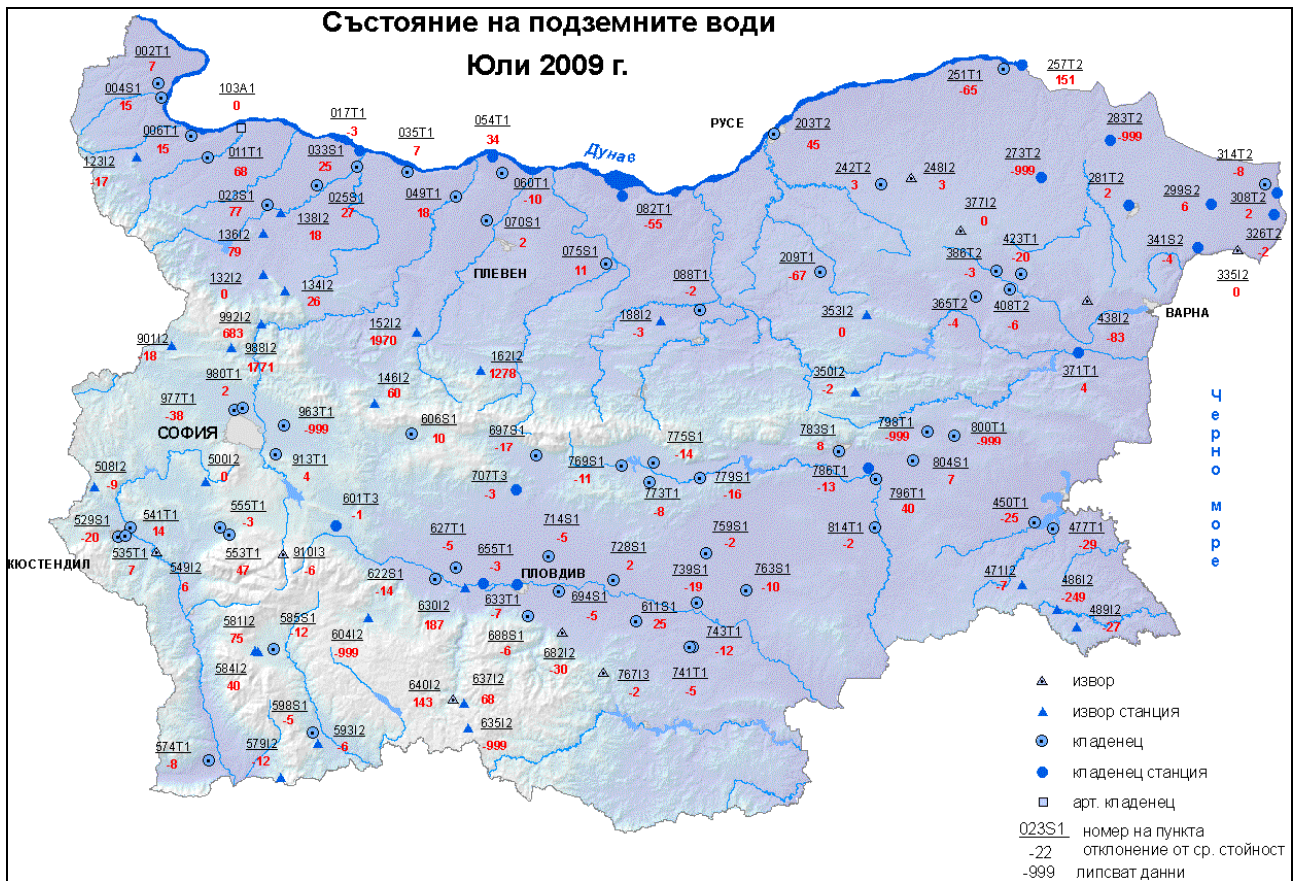 Състояние на подземните води
Юли 2009 г.
002T1
7
004S1
15
103A1
0
006T1
15
011T1
68
123I2
17
017T1
-3
033S1
25
035T1
7
054T1
34
028S1
77
025S1
27
049T1
18
060T1
-10
070S1
2
138I2
18
136I2
79
132I2
0
134I2
26
992I2
683
901I2
18
988I2
1771
152I2
1970
162I2
1278
146I2
60
ПЛЕВЕН
Дунав
082T1
-55
075S1
11
088T1
-2
188I2
-3
РУСЕ
203T2
45
251T1
-65
257T2
151
242T2
3
248I2
3
273T2
-999
283T2
-999
281T2
2
299S2
6
314T2
-8
308T2
2
326T2
-2
341S2
-4
335I2
0
377I2
0
386T2
-3
423T1
-20
209T1
-67
365T2
-4
408T2
-6
353I2
0
438I2
-83
ВАРНА
371T1
4
350I2
-2
Черно море
980T1
2
977T1
-38
963T1
-999
СОФИЯ
606S1
10
697S1
-17
775S1
-14
783S1
8
798T1
-999
800T1
-999
804S1
7
913T1
4
500I2
0
508I2
-9
707T3
-3
769S1
-11
773T1
-8
779S1
-16
786T1
-13
796T1
40
450T1
-25
477T1
-29
529S1
-20
541T1
14
555T1
-3
601T3
-1
627T1
-5
714S1
-5
759S1
-2
814T1
-2
КЮСТЕНДИЛ
535T1
7
549I2
6
553T1
47
910I3
-6
655T1
-3
ПЛОВДИВ
728S1
2
739S1
-19
763S1
-10
471I2
-7
486I2
-249
489I2
-27
622S1
-14
630I2
187
633T1
-7
694S1
-5
611S1
25
581I2
75
585S1
12
604I2
-999
688S1
-6
682I2
-30
743T1
-12
741T1
-5
584I2
40
598S1
-5
640I2
143
637I2
68
767I3
-2
635I2
-999
574T1
-8
579I2
-12
593I2
-6
извор
извор станция
кладенец
кладенец станция
арт. кладенец
023S1 номер на пункта
-22 отклонение от ср. стойност
-999 липсват данни